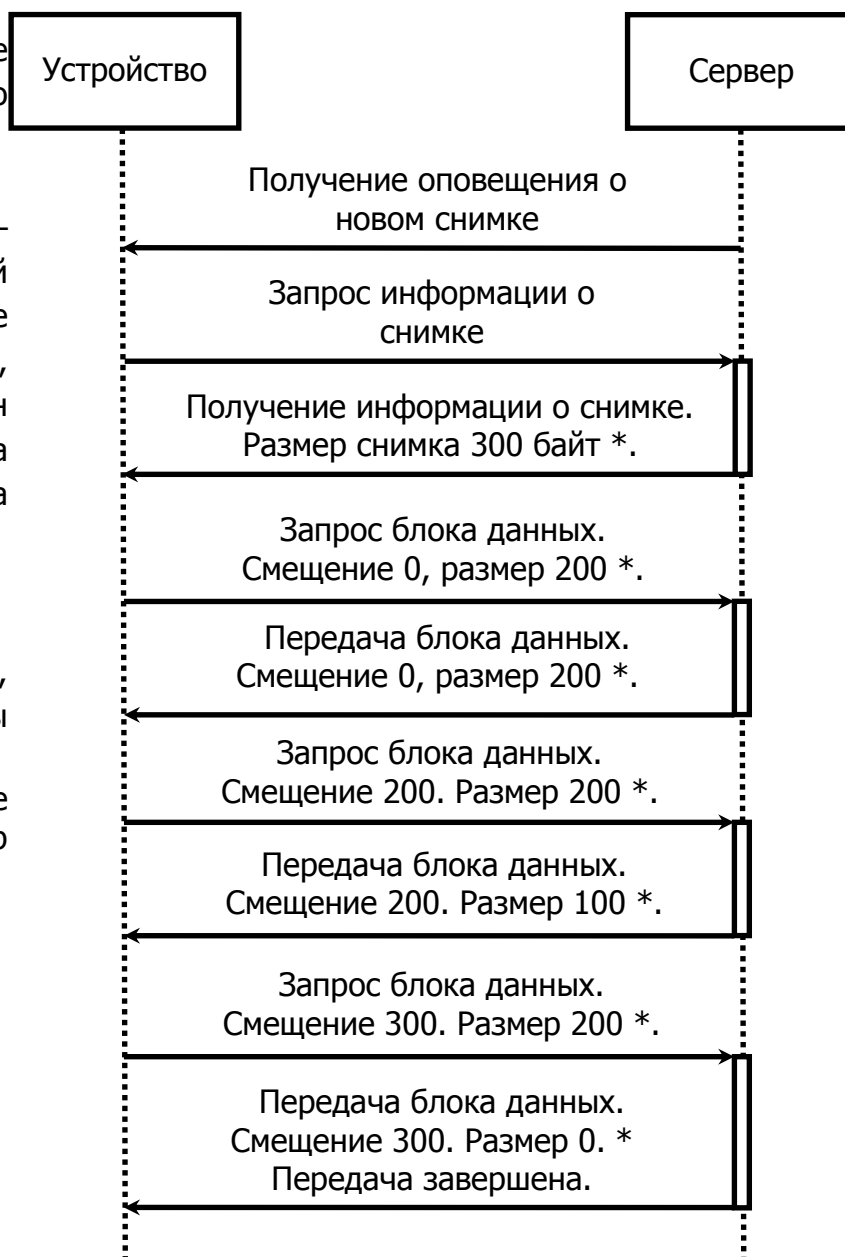 Устройство
Сервер
Получение оповещения о
новом снимке
Запрос информации о
снимке
Получение информации о снимке.
Размер снимка 300 байт *.
Запрос блока данных.
Смещение 0, размер 200 *.
Передача блока данных.
Смещение 0, размер 200 *.
Запрос блока данных.
Смещение 200. Размер 200 *.
Передача блока данных.
Смещение 200. Размер 100 *.
Запрос блока данных.
Смещение 300. Размер 200 *.
Передача блока данных.
Смещение 300. Размер 0. *
Передача завершена.